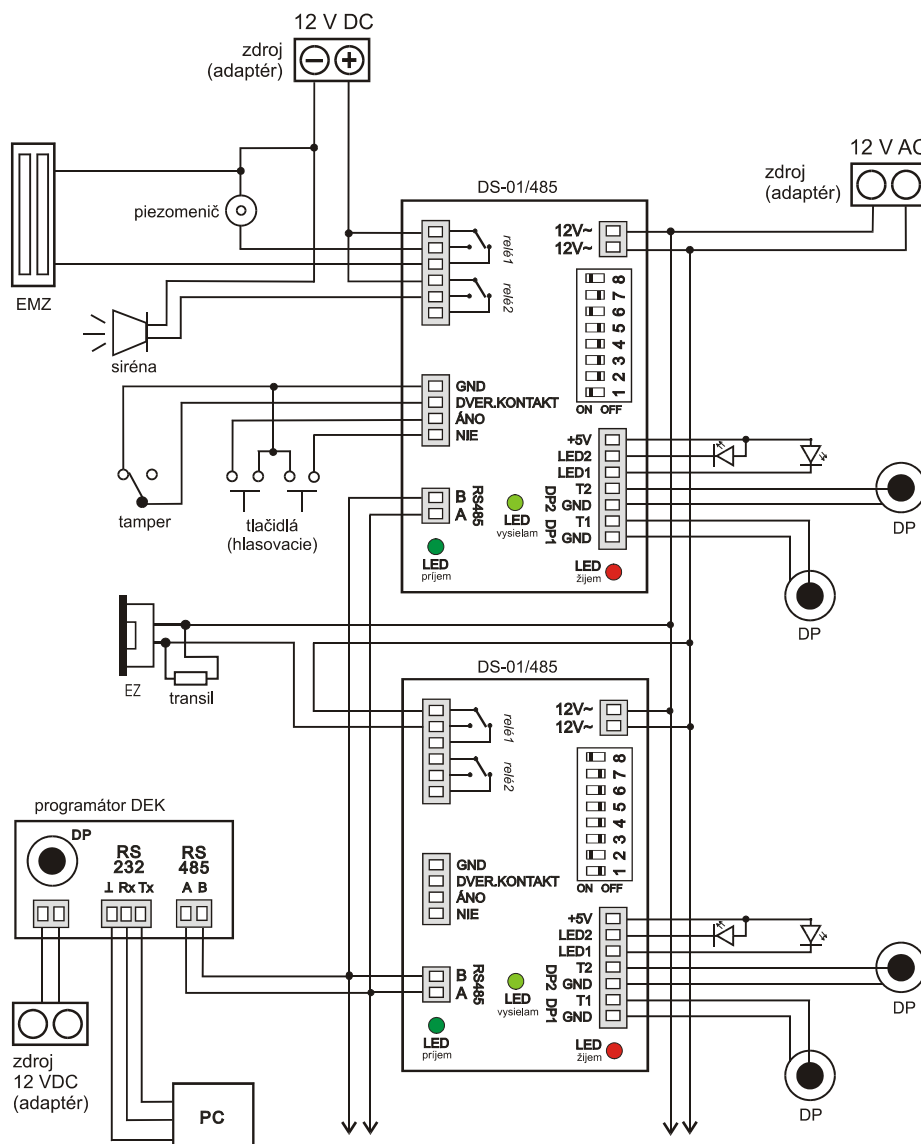 12 V DC
zdroj
(adaptér)
12 V AC
zdroj
(adaptér)
DS-01/485
piezomenič
EMZ
siréna
relé1
relé2
12V~
12V~
8
7
6
5
4
3
2
1
ON OFF
GND
DVER.KONTAKT
ÁNO
NIE
+5V
LED2
LED1
T2
GND
T1
GND
DP2 DP1
B
A
RS485
LED
vysielam
LED
príjem
LED
žijem
tamper
tlačidlá
(hlasovacie)
DP
DP
EZ
transil
DS-01/485
relé1
relé2
12V~
12V~
8
7
6
5
4
3
2
1
ON OFF
GND
DVER.KONTAKT
ÁNO
NIE
+5V
LED2
LED1
T2
GND
T1
GND
DP2 DP1
B
A
RS485
LED
vysielam
LED
príjem
LED
žijem
DP
DP
programátor DEK
DP
RS
232
RS
485
⊥ Rx Tx
A B
zdroj
12 VDC
(adaptér)
PC